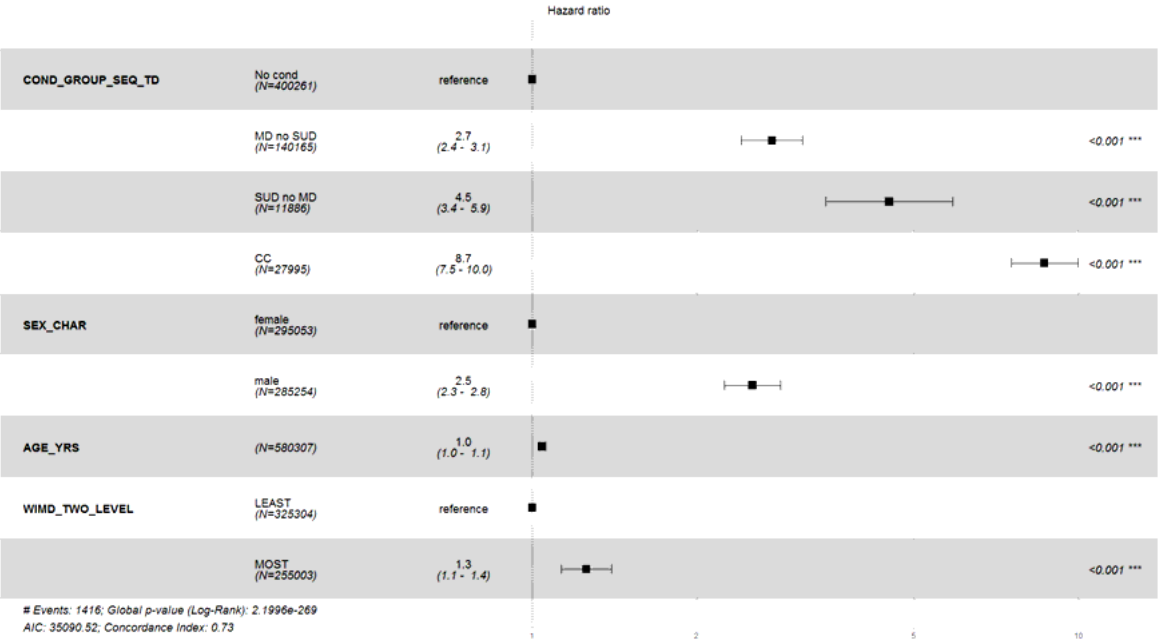 Hazard ratio
COND_GROUP_SEQ_TD No cond reference
(N=400261)
MD no SUD 2.7 <0.001 ***
(N=140165) (2.4 - 3.1)
SUD no MD 4.5 <0.001 ***
(N=11886) (3.4 - 5.9)
CC 8.7 <0.001 ***
(N=27995) (7.5 - 10.0)
SEX_CHAR female reference
(N=295053)
male 2.5 <0.001 ***
(N=285254) (2.3 - 2.8)
AGE_YRS (N=580307) 1.0 <0.001 ***
(1.0 - 1.1)
WIMD_TWO_LEVEL LEAST reference
(N=325304)
MOST 1.3 <0.001 ***
(N=255003) (1.1 - 1.4)
# Events: 1416; Global p-value (Log-Rank): 2.1996e-269
AIC: 35090.52; Concordance Index: 0.73
1 2 5 10